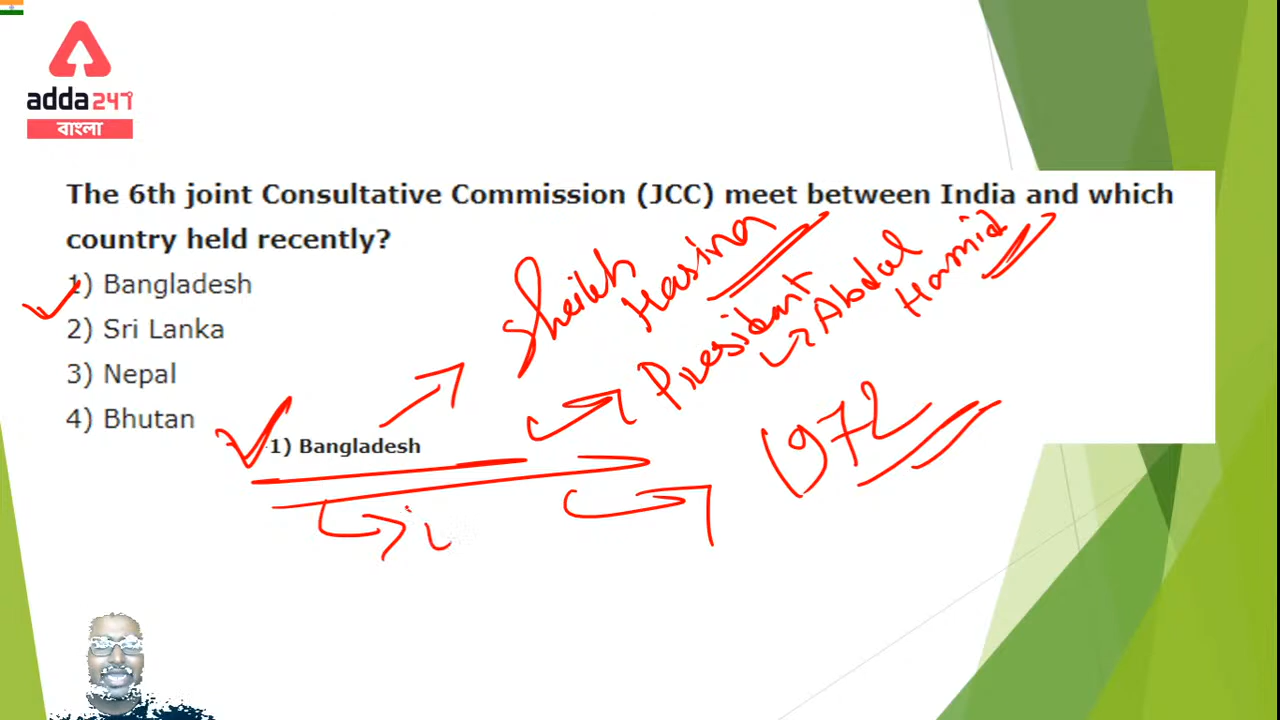 adda247
বাংলা
The 6th joint Consultative Commission (JCC) meet between India and which
country held recently?
1) Bangladesh
2) Sri Lanka
3) Nepal
4) Bhutan
1) Bangladesh
Sheikh
Hasina
President
Abdul
Hamid
1972